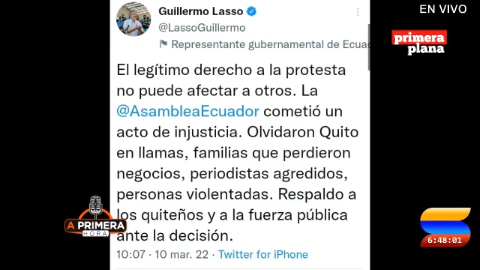 EN VIVO
Guillermo Lasso
@LassoGuillermo
Representante gubernamental de Ecuad
primera
plana
El legítimo derecho a la protesta
no puede afectar a otros. La
@AsambleaEcuador cometió un
acto de injusticia. Olvidaron Quito
en llamas, familias que perdieron
negocios, periodistas agredidos,
personas violentadas. Respaldo a
los quiteños y a la fuerza pública
ante la decisión.
10:07 · 10 mar. 22 · Twitter for iPhone
A PRIMERA
HORA
6:48:01